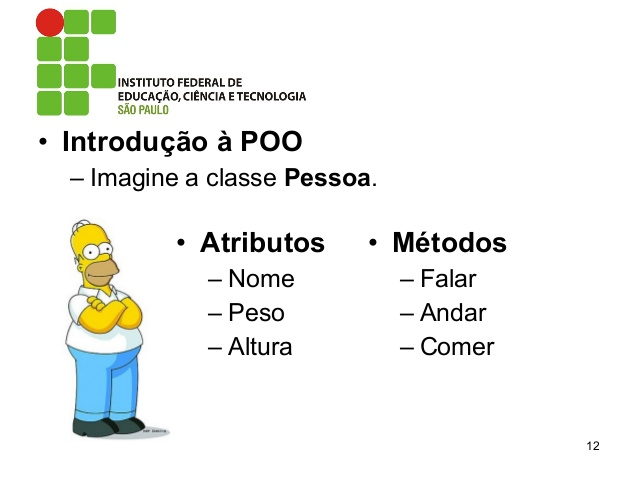 INSTITUTO FEDERAL DE
EDUCAÇÃO, CIÊNCIA E TECNOLOGIA
SÃO PAULO
• Introdução à POO
– Imagine a classe Pessoa.
• Atributos
– Nome
– Peso
– Altura
• Métodos
– Falar
– Andar
– Comer
12